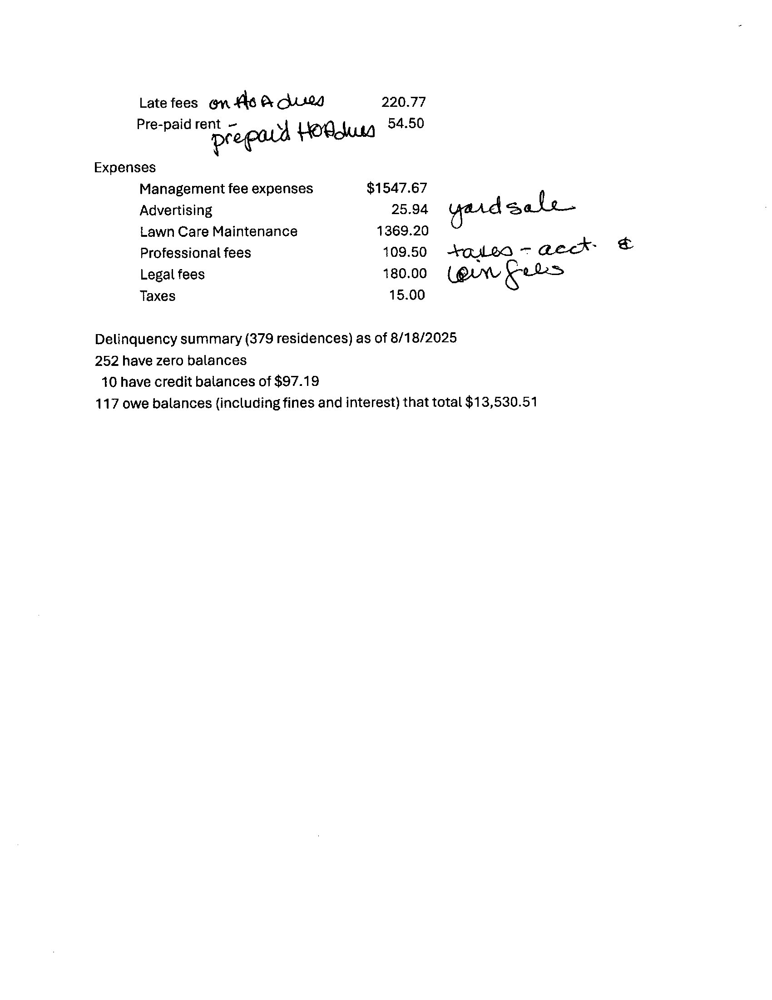 Late fees on HOA dues 220.77
Pre-paid rent - 54.50
prepaid HOA dues
Expenses
Management fee expenses $1547.67
Advertising 25.94 yard sale
Lawn Care Maintenance 1369.20
Professional fees 109.50 taxes - acct. &
Legal fees 180.00 lein fees
Taxes 15.00
Delinquency summary (379 residences) as of 8/18/2025
252 have zero balances
10 have credit balances of $97.19
117 owe balances (including fines and interest) that total $13,530.51